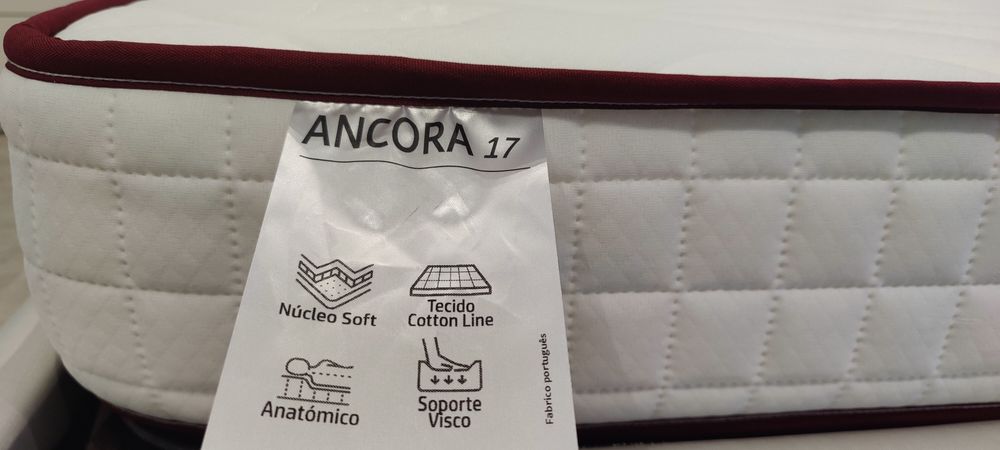 ANCORA 17
Núcleo Soft
Tecido
Cotton Line
Anatómico
Soporte
Visco
Fabrico português